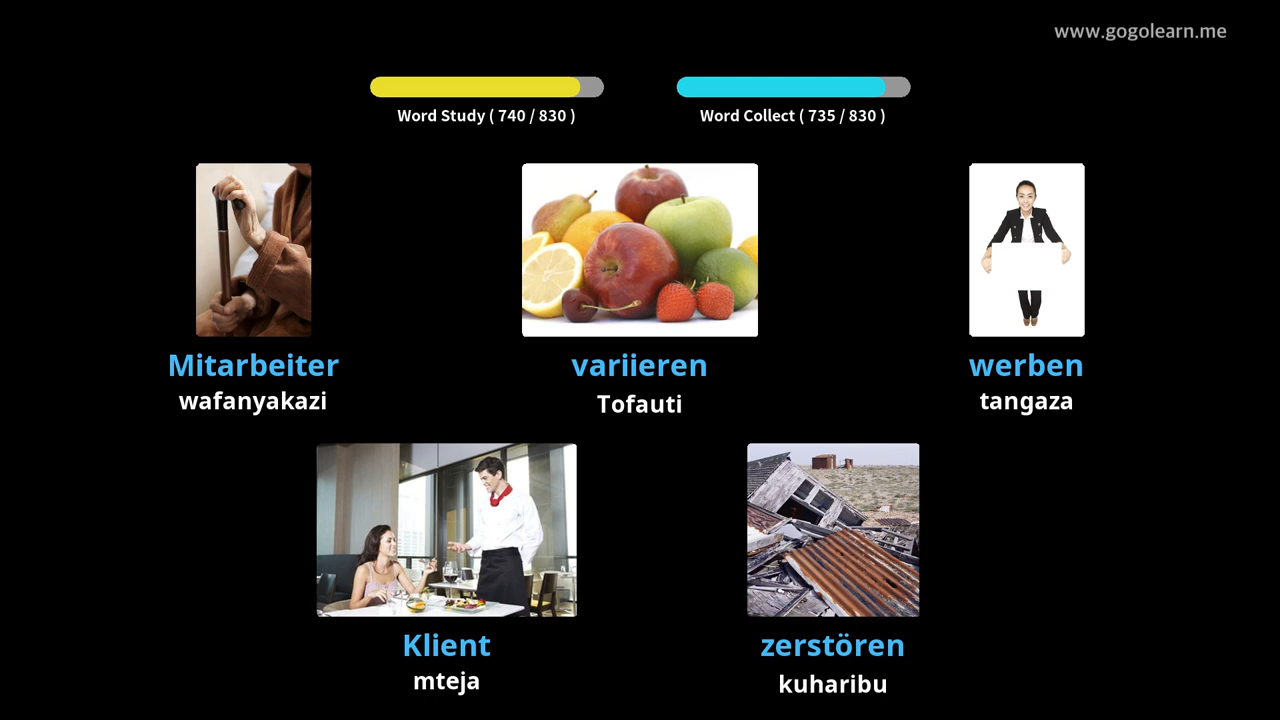 www.gogolearn.me
Word Study ( 740 / 830 )
Word Collect ( 735 / 830 )
Mitarbeiter
wafanyakazi
variieren
Tofauti
werben
tangaza
Klient
mteja
zerstören
kuharibu